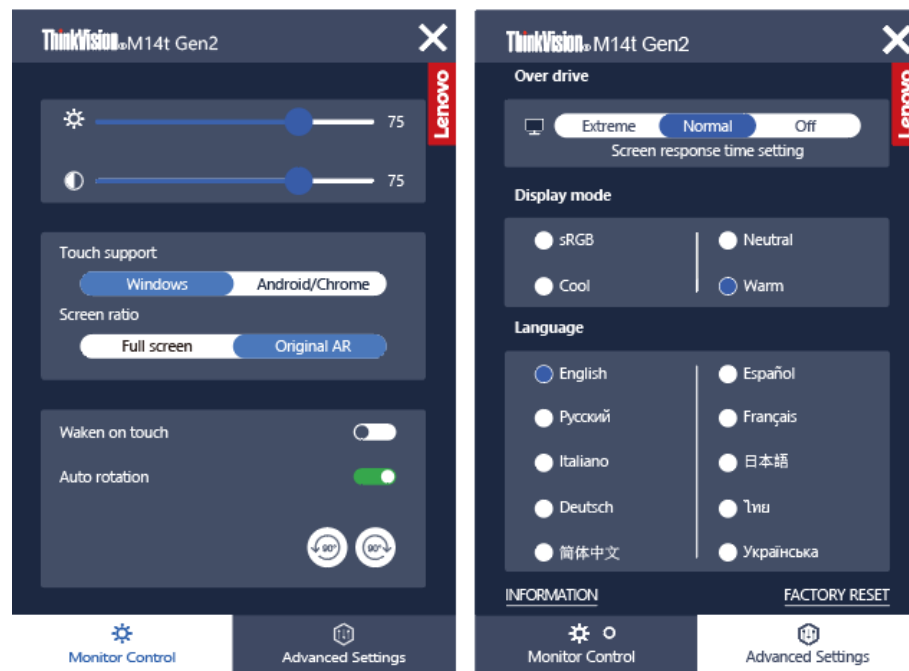 ThinkVision® M14t Gen2
Lenovo
75
75
Touch support
Windows Android/Chrome
Screen ratio
Full screen Original AR
Waken on touch
Auto rotation
90° 90°
Monitor Control Advanced Settings
ThinkVision® M14t Gen2
Lenovo
Over drive
Extreme Normal Off
Screen response time setting
Display mode
sRGB Neutral
Cool Warm
Language
English Español
Русский Français
Italiano 日本語
Deutsch ไทย
简体中文 Українська
INFORMATION FACTORY RESET
Monitor Control Advanced Settings